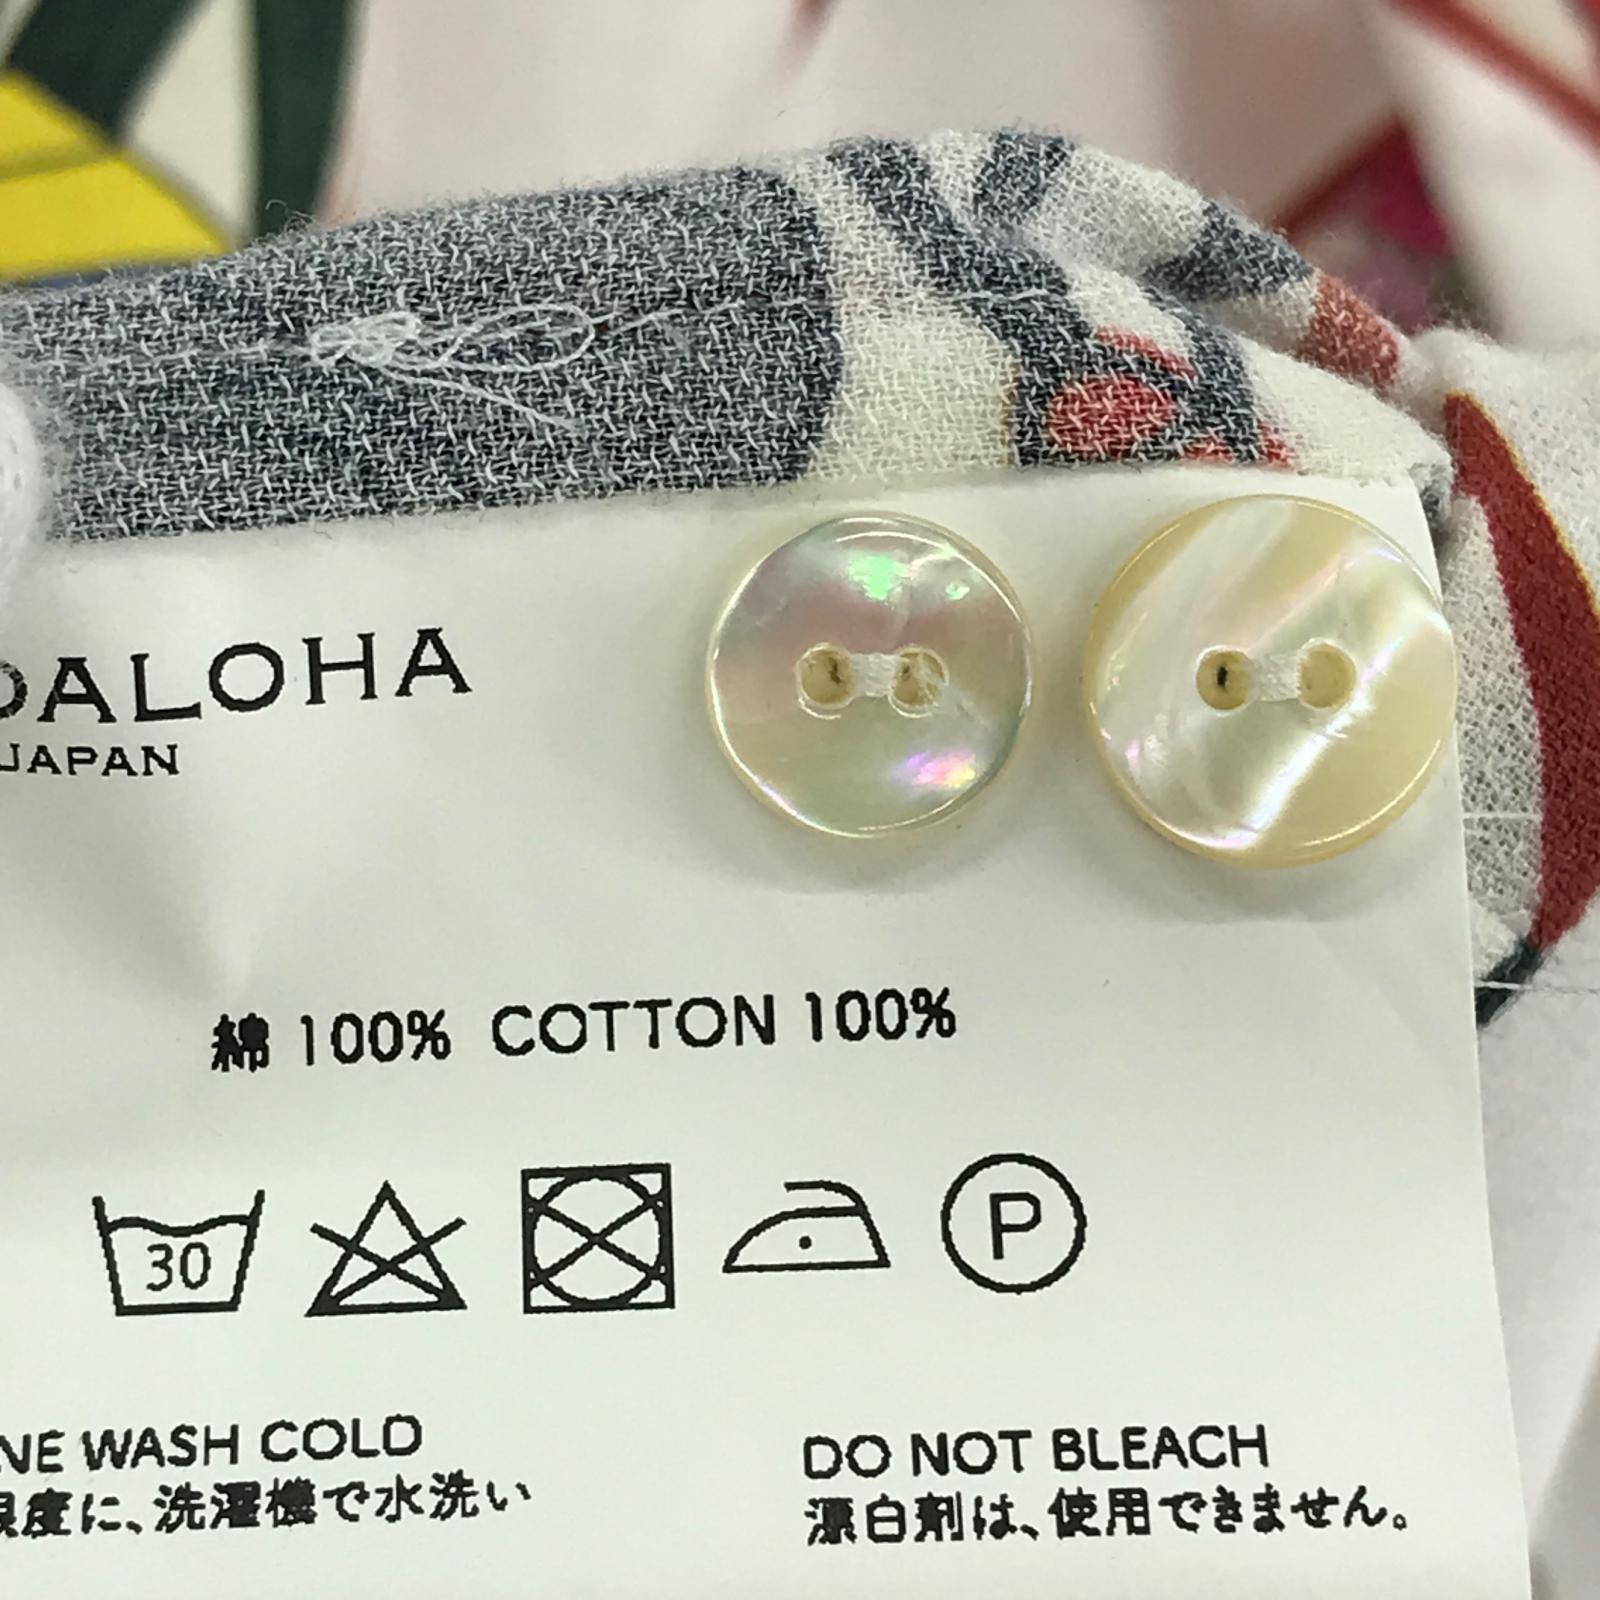 DALOHA
JAPAN
綿 100% COTTON 100%
30
P
NE WASH COLD
限度に、洗濯機で水洗い
DO NOT BLEACH
漂白剤は、使用できません。